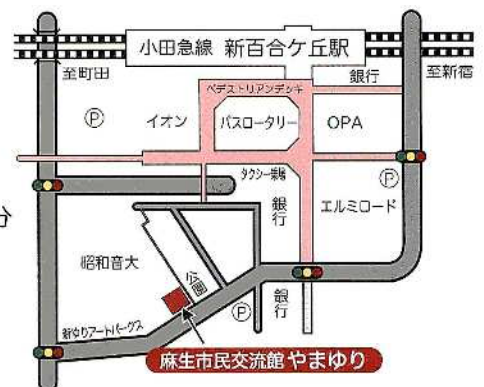 小田急線 新百合ケ丘駅
至町田
銀行
至新宿
ペデストリアンデッキ
Ⓟ
イオン
バスロータリー
OPA
タクシー乗場
Ⓟ
分
銀行
エルミロード
昭和音大
公園
Ⓟ
銀行
新ゆりアートパークス
麻生市民交流館やまゆり